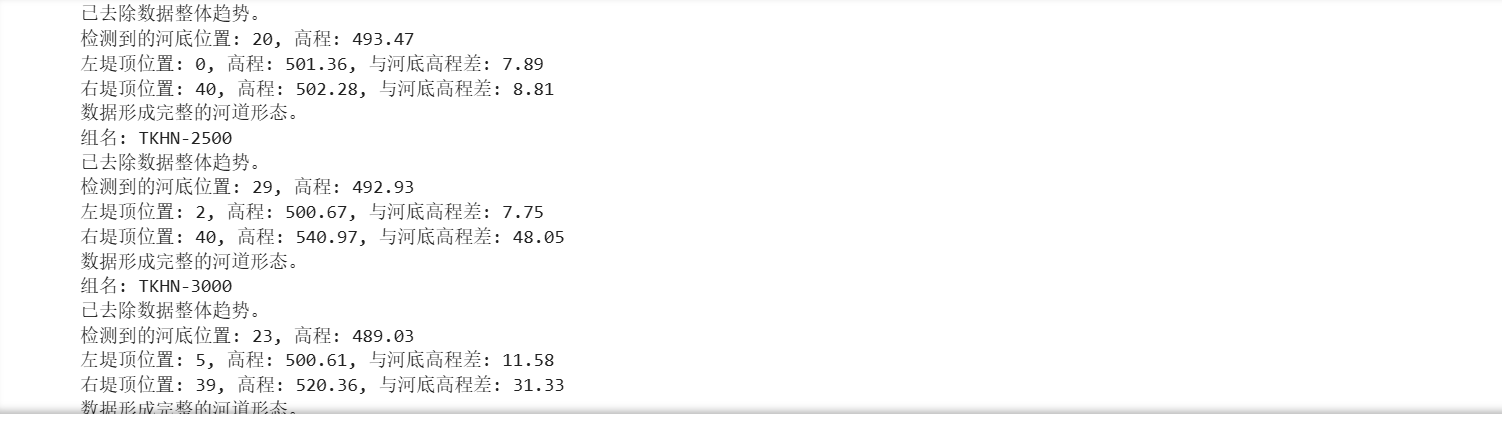 已去除数据整体趋势。
检测到的河底位置: 20, 高程: 493.47
左堤顶位置: 0, 高程: 501.36, 与河底高程差: 7.89
右堤顶位置: 40, 高程: 502.28, 与河底高程差: 8.81
数据形成完整的河道形态。
组名: TKHN-2500
已去除数据整体趋势。
检测到的河底位置: 29, 高程: 492.93
左堤顶位置: 2, 高程: 500.67, 与河底高程差: 7.75
右堤顶位置: 40, 高程: 540.97, 与河底高程差: 48.05
数据形成完整的河道形态。
组名: TKHN-3000
已去除数据整体趋势。
检测到的河底位置: 23, 高程: 489.03
左堤顶位置: 5, 高程: 500.61, 与河底高程差: 11.58
右堤顶位置: 39, 高程: 520.36, 与河底高程差: 31.33
数据形成完整的河道形态。